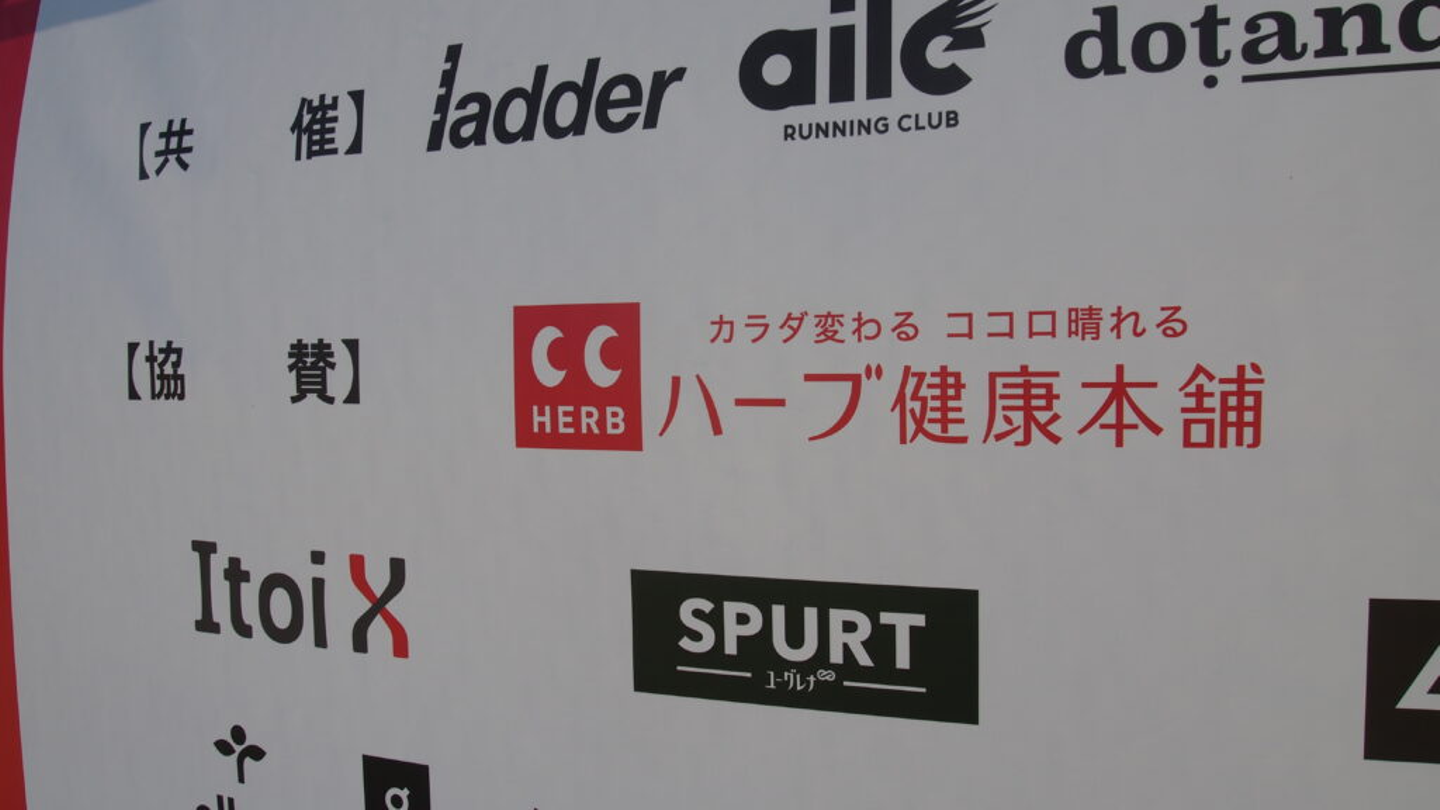 【共 催】 ladder aile dotand
RUNNING CLUB
【協 賛】
カラダ変わる ココロ晴れる
CC HERB ハーブ健康本舗
Itoi X
SPURT
ユーグレナ
g